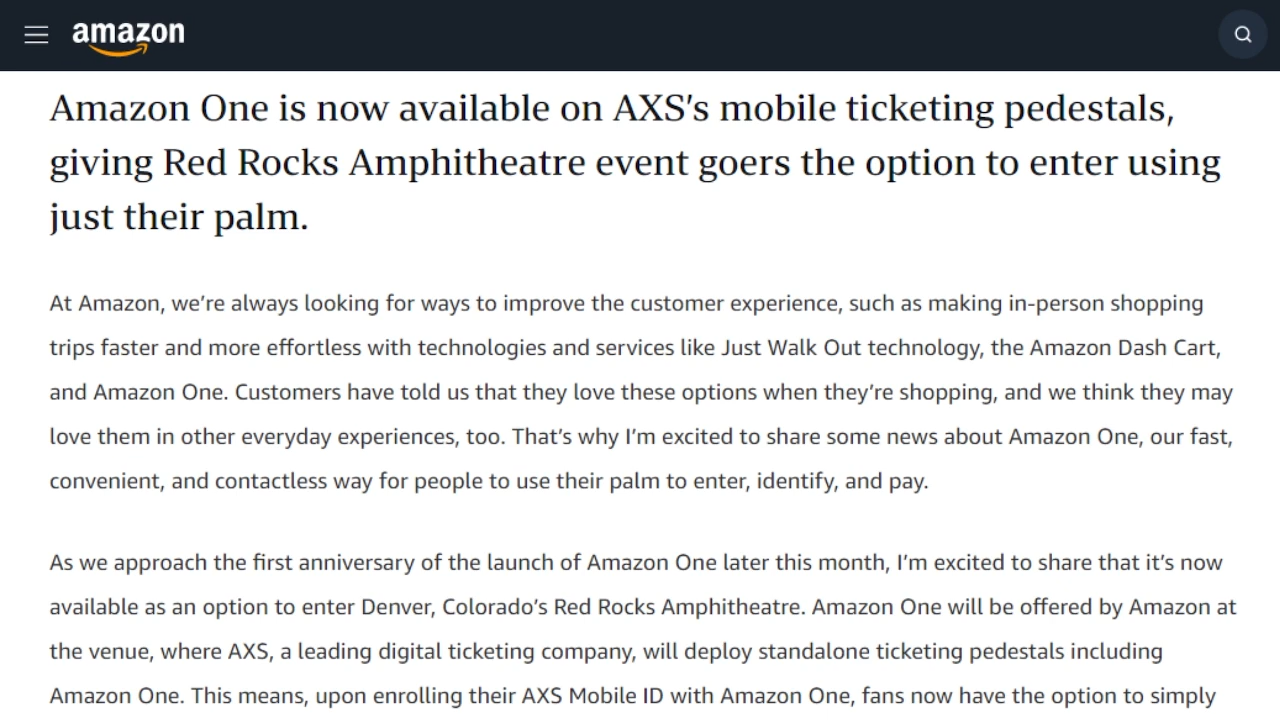 amazon
Amazon One is now available on AXS’s mobile ticketing pedestals,
giving Red Rocks Amphitheatre event goers the option to enter using
just their palm.
At Amazon, we’re always looking for ways to improve the customer experience, such as making in-person shopping
trips faster and more effortless with technologies and services like Just Walk Out technology, the Amazon Dash Cart,
and Amazon One. Customers have told us that they love these options when they’re shopping, and we think they may
love them in other everyday experiences, too. That’s why I’m excited to share some news about Amazon One, our fast,
convenient, and contactless way for people to use their palm to enter, identify, and pay.
As we approach the first anniversary of the launch of Amazon One later this month, I’m excited to share that it’s now
available as an option to enter Denver, Colorado’s Red Rocks Amphitheatre. Amazon One will be offered by Amazon at
the venue, where AXS, a leading digital ticketing company, will deploy standalone ticketing pedestals including
Amazon One. This means, upon enrolling their AXS Mobile ID with Amazon One, fans now have the option to simply